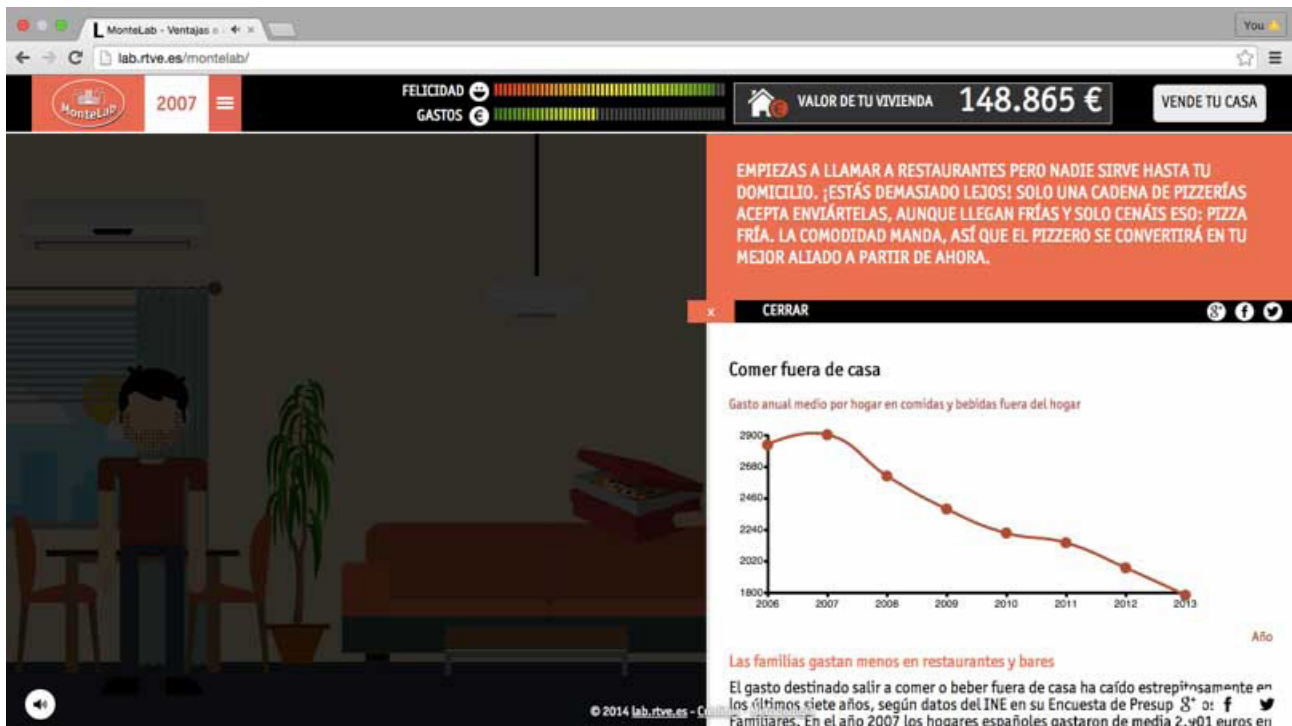 MonteLab - Ventajas
You
lab.rtve.es/montelab/
MonteLab
2007
FELICIDAD
GASTOS €
VALOR DE TU VIVIENDA 148.865 €
VENDE TU CASA
EMPIEZAS A LLAMAR A RESTAURANTES PERO NADIE SIRVE HASTA TU
DOMICILIO. ¡ESTÁS DEMASIADO LEJOS! SOLO UNA CADENA DE PIZZERÍAS
ACEPTA ENVIÁRTELAS, AUNQUE LLEGAN FRÍAS Y SOLO CENÁIS ESO: PIZZA
FRÍA. LA COMODIDAD MANDA, ASÍ QUE EL PIZZERO SE CONVERTIRÁ EN TU
MEJOR ALIADO A PARTIR DE AHORA.
x CERRAR
Comer fuera de casa
Gasto anual medio por hogar en comidas y bebidas fuera del hogar
2900
2680
2460
2240
2020
1800
2006 2007 2008 2009 2010 2011 2012 2013
Año
Las familias gastan menos en restaurantes y bares
El gasto destinado salir a comer o beber fuera de casa ha caído estrepitosamente en
los últimos siete años, según datos del INE en su Encuesta de Presup
Familiares. En el año 2007 los hogares españoles gastaron de media 2.901 euros en
© 2014 lab.rtve.es